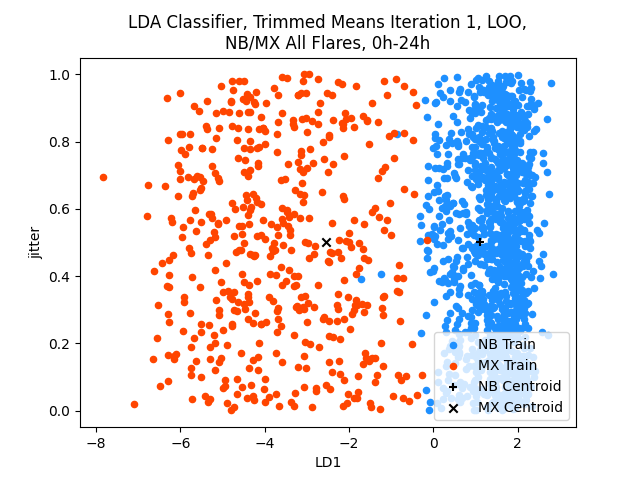 LDA Classifier, Trimmed Means Iteration 1, LOO,
NB/MX All Flares, 0h-24h
1.0
0.8
0.6
0.4
0.2
0.0
jitter
−8 −6 −4 −2 0 2
LD1
NB Train
MX Train
NB Centroid
MX Centroid